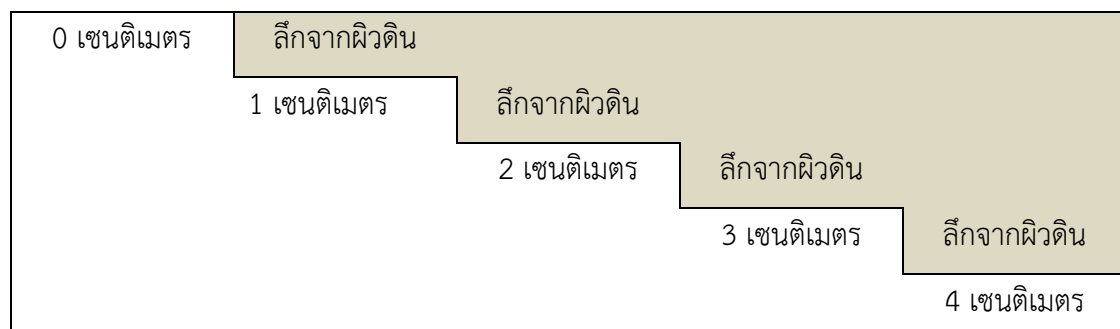 0 เซนติเมตร ลึกจากผิวดิน
1 เซนติเมตร ลึกจากผิวดิน
2 เซนติเมตร ลึกจากผิวดิน
3 เซนติเมตร ลึกจากผิวดิน
4 เซนติเมตร